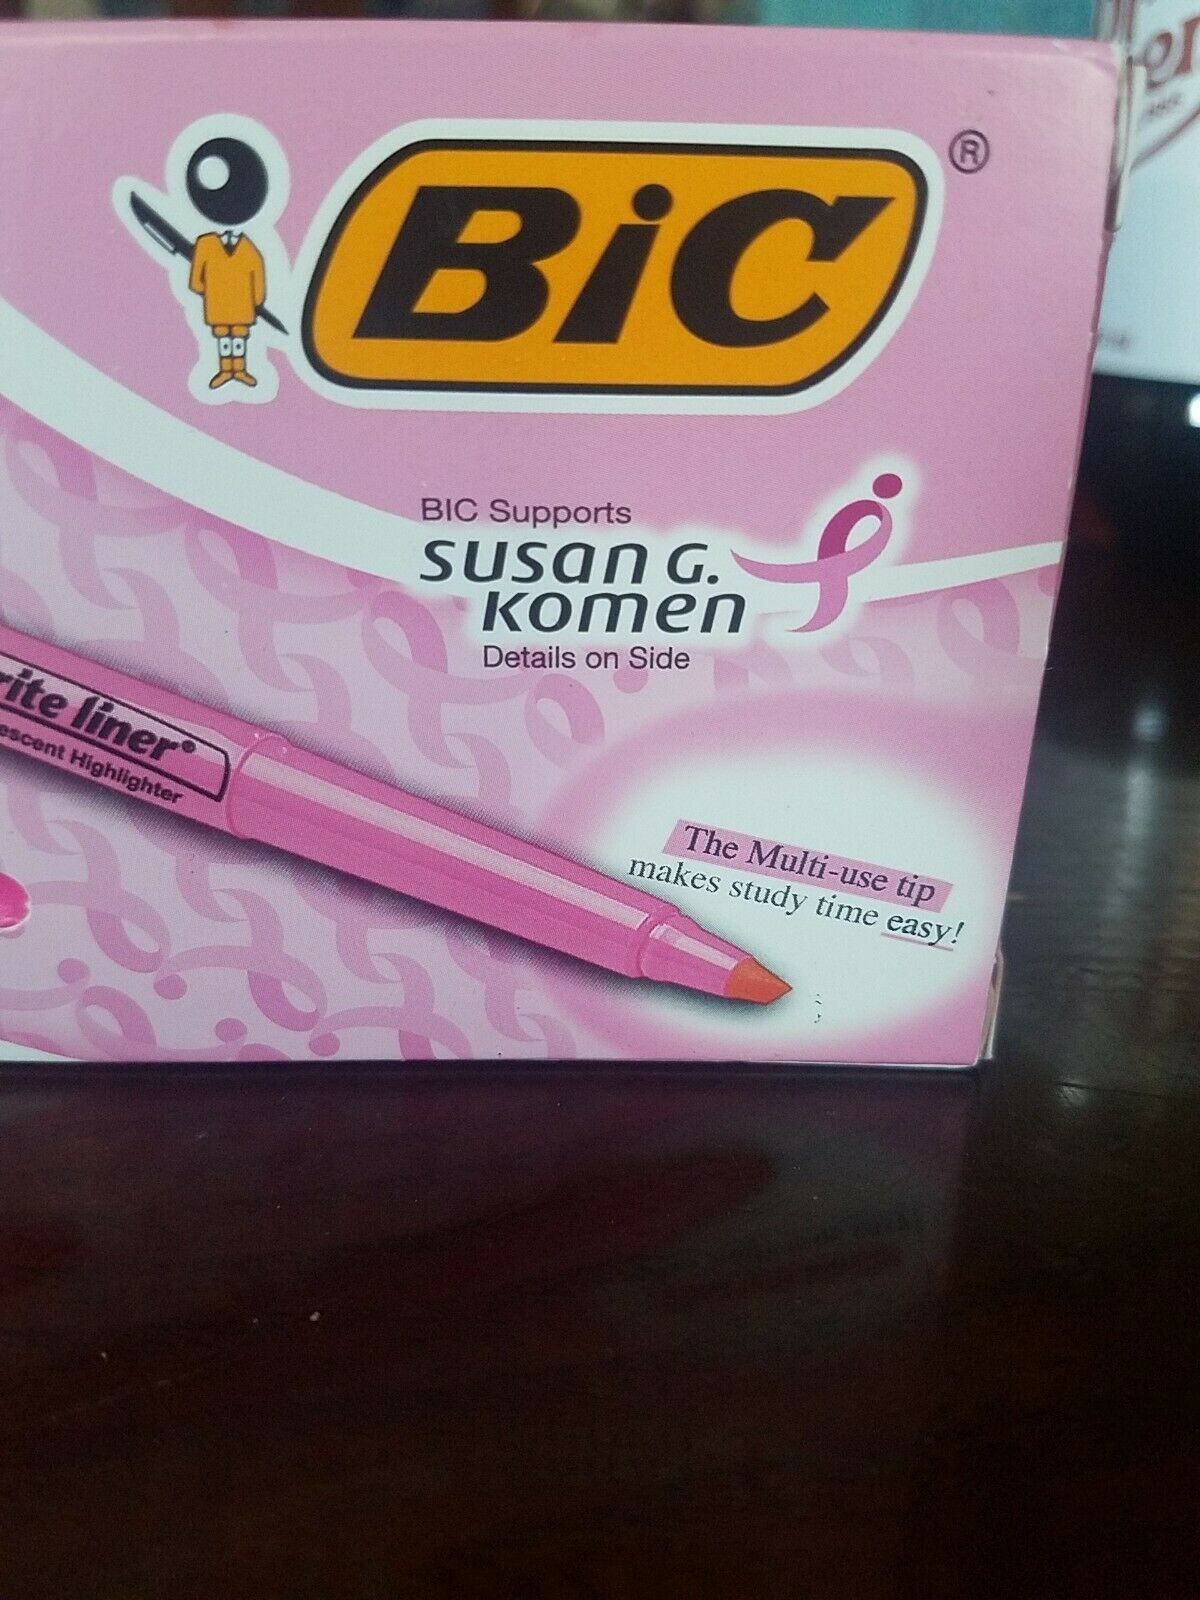 BiC®
BIC Supports
susan G.
Komen
Details on Side
rite liner®
escent Highlighter
The Multi-use tip
makes study time easy!